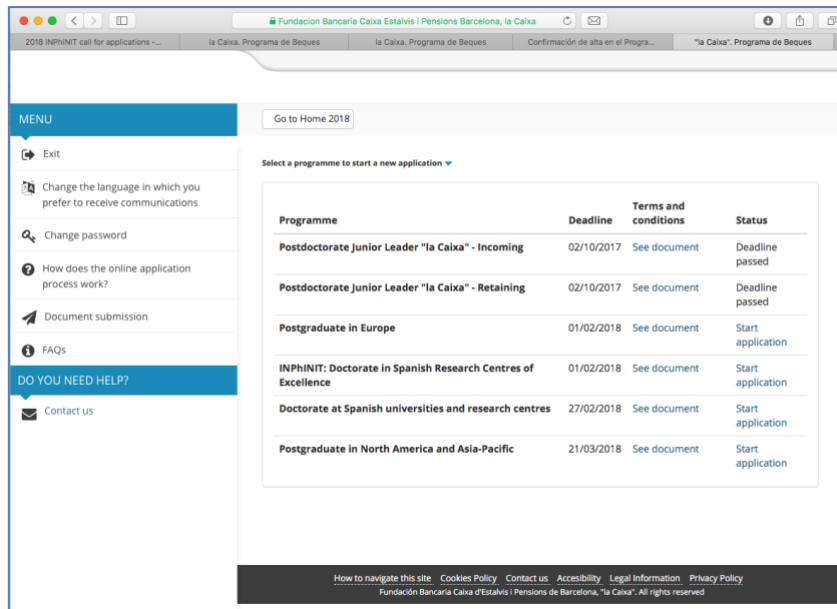 Fundacion Bancaria Caixa Estalvis i Pensions Barcelona, la Caixa
2018 INPhINIT call for applications –...
la Caixa. Programa de Beques
la Caixa. Programa de Beques
Confirmación de alta en el Progra...
"la Caixa". Programa de Beques
MENU
Exit
Change the language in which you
prefer to receive communications
Change password
How does the online application
process work?
Document submission
FAQs
DO YOU NEED HELP?
Contact us
Go to Home 2018
Select a programme to start a new application
Programme Deadline Terms and conditions Status
Postdoctorate Junior Leader "la Caixa" - Incoming 02/10/2017 See document Deadline
passed
Postdoctorate Junior Leader "la Caixa" - Retaining 02/10/2017 See document Deadline
passed
Postgraduate in Europe 01/02/2018 See document Start
application
INPhINIT: Doctorate in Spanish Research Centres of 01/02/2018 See document Start
Excellence application
Doctorate at Spanish universities and research centres 27/02/2018 See document Start
application
Postgraduate in North America and Asia-Pacific 21/03/2018 See document Start
application
How to navigate this site Cookies Policy Contact us Accesibility Legal Information Privacy Policy
Fundación Bancaria Caixa d'Estalvis i Pensions de Barcelona, "la Caixa". All rights reserved